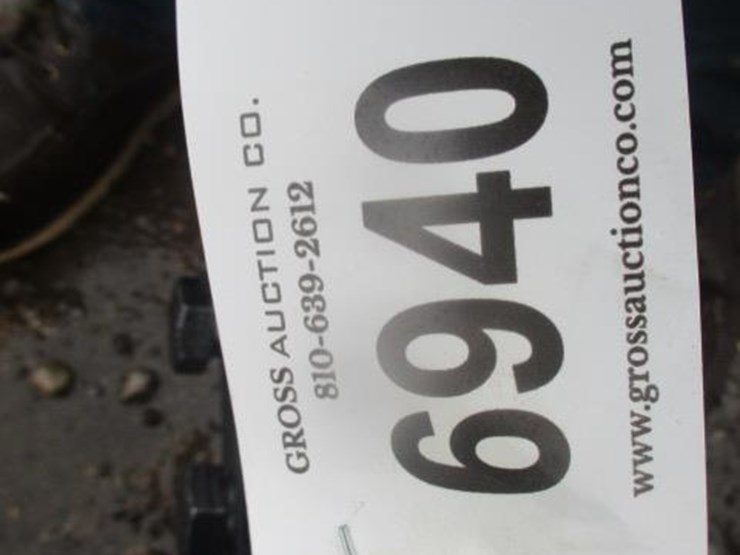 GROSS AUCTION CO.
810-639-2612
6940
www.grossauctionco.com